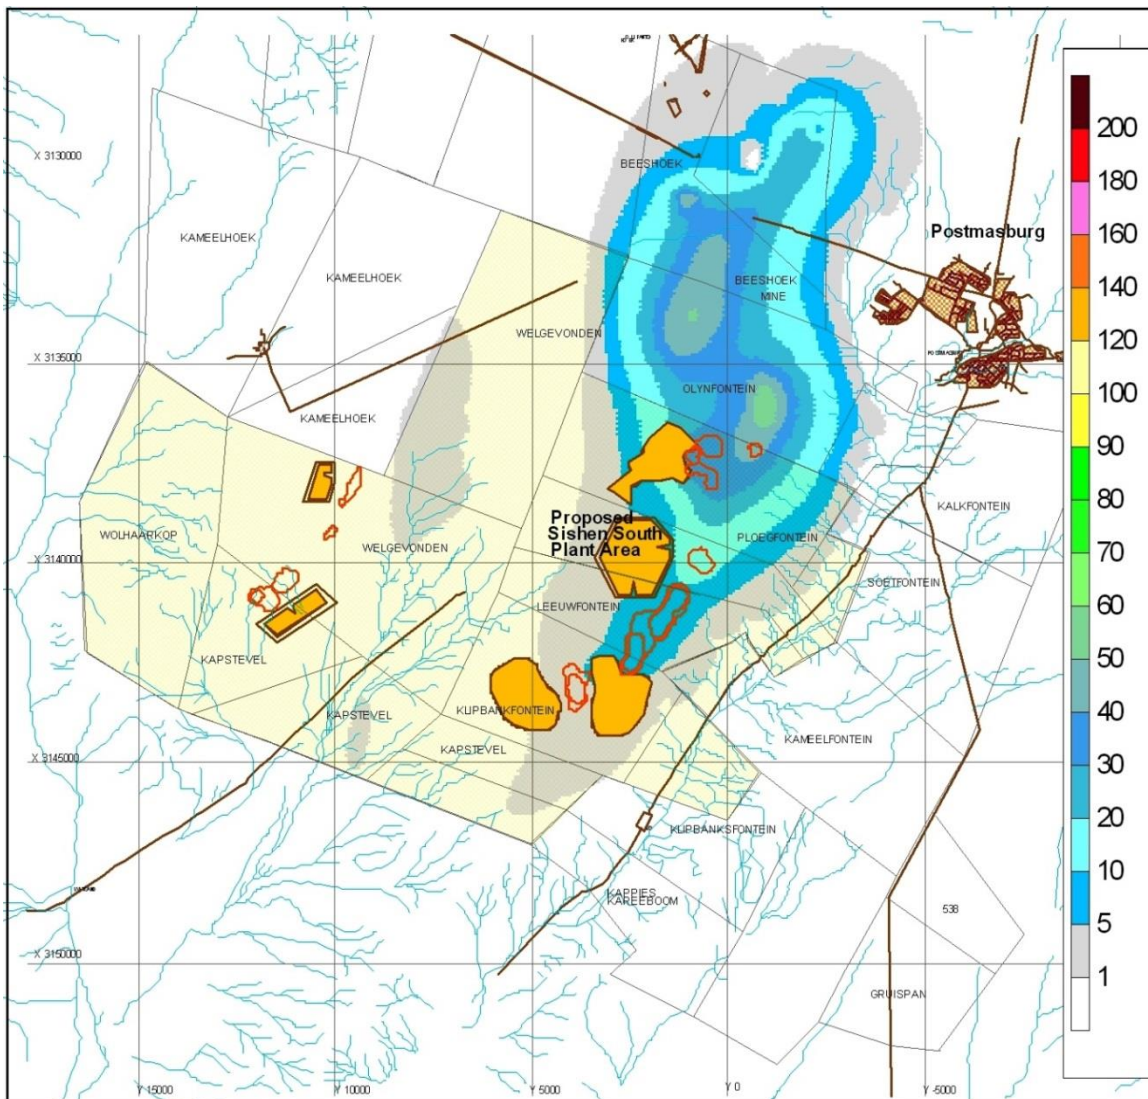 BEESHOEK
X 3130000
KAMEELHOEK
KAMEELHOEK
Postmasburg
BEESHOEK
MINE
WELGEVONDEN
X 3135000
OLYNFONTEIN
KAMEELHOEK
Proposed
Sishen South
Plant Area
WOLHAARKOP
WELGEVONDEN
KALKFONTEIN
PLOEGFONTEIN
X 3140000
SOETFONTEIN
LEEUWFONTEIN
KAPSTEVEL
KAPSTEVEL
KLIPBANKFONTEIN
KAPSTEVEL
KAMEELFONTEIN
X 3145000
KLIPBANKSFONTEIN
KAPPIES
KAREEBOOM
538
X 3150000
GRUISPAN
Y 15000
Y 10000
Y 5000
Y 0
Y -5000
200
180
160
140
120
100
90
80
70
60
50
40
30
20
10
5
1